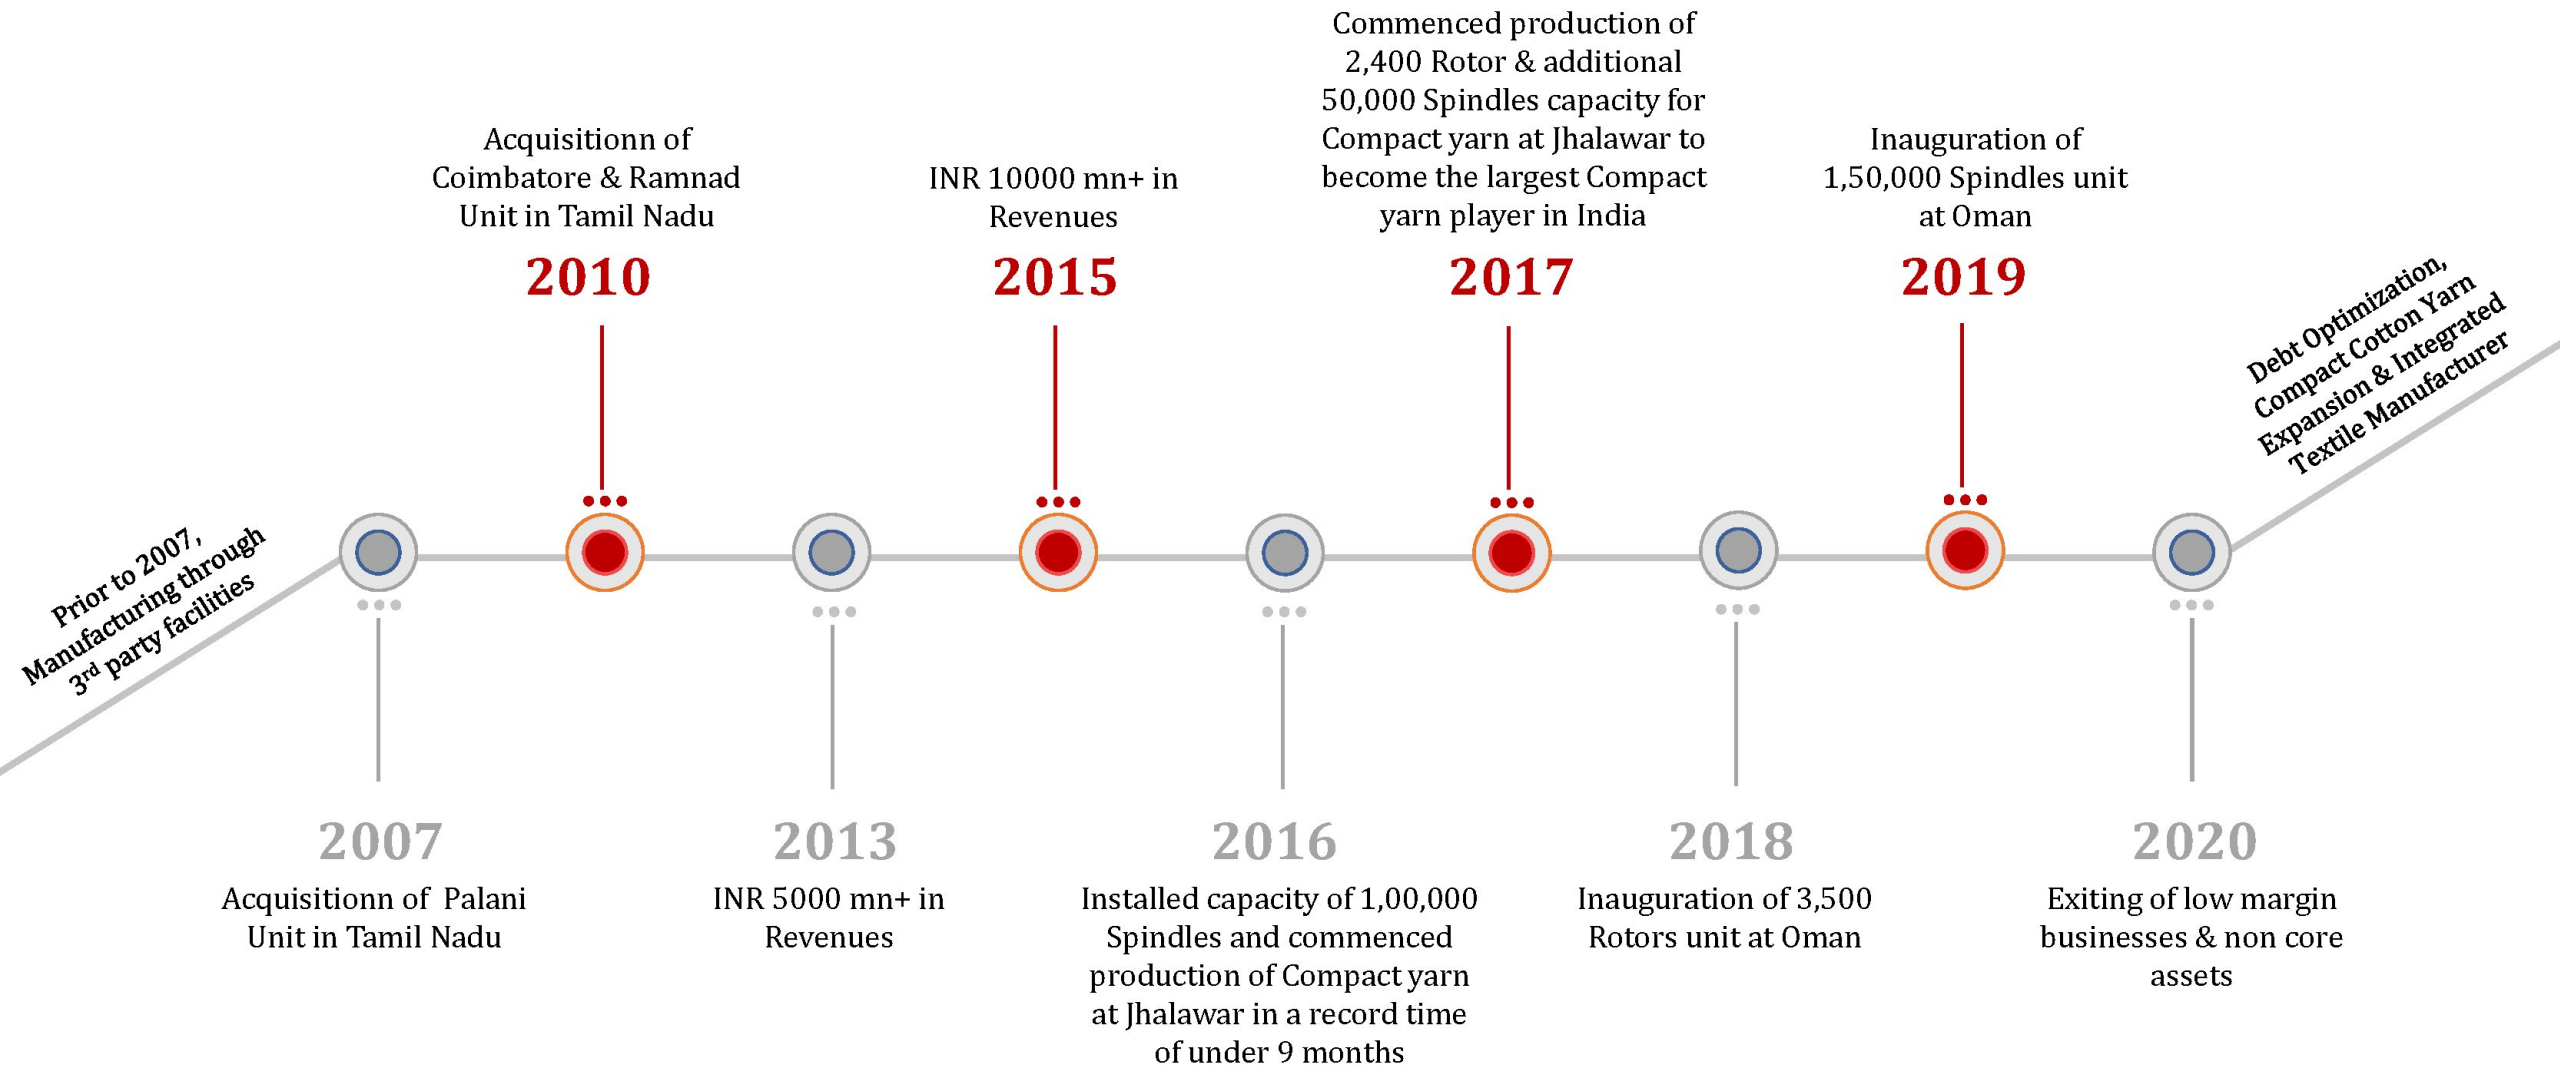 Prior to 2007,
Manufacturing through
3rd party facilities
2007
Acquisitionn of Palani
Unit in Tamil Nadu
Acquisitionn of
Coimbatore & Ramnad
Unit in Tamil Nadu
2010
2013
INR 5000 mn+ in
Revenues
INR 10000 mn+ in
Revenues
2015
2016
Installed capacity of 1,00,000
Spindles and commenced
production of Compact yarn
at Jhalawar in a record time
of under 9 months
Commenced production of
2,400 Rotor & additional
50,000 Spindles capacity for
Compact yarn at Jhalawar to
become the largest Compact
yarn player in India
2017
2018
Inauguration of 3,500
Rotors unit at Oman
Inauguration of
1,50,000 Spindles unit
at Oman
2019
2020
Exiting of low margin
businesses & non core
assets
Debt Optimization,
Compact Cotton Yarn
Expansion & Integrated
Textile Manufacturer